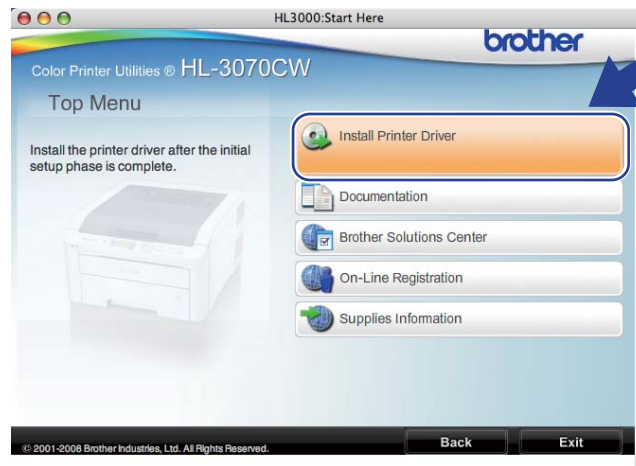 HL3000:Start Here
brother
Color Printer Utilities ® HL-3070CW
Top Menu
Install the printer driver after the initial
setup phase is complete.
Install Printer Driver
Documentation
Brother Solutions Center
On-Line Registration
Supplies Information
© 2001-2008 Brother Industries, Ltd. All Rights Reserved.
Back
Exit